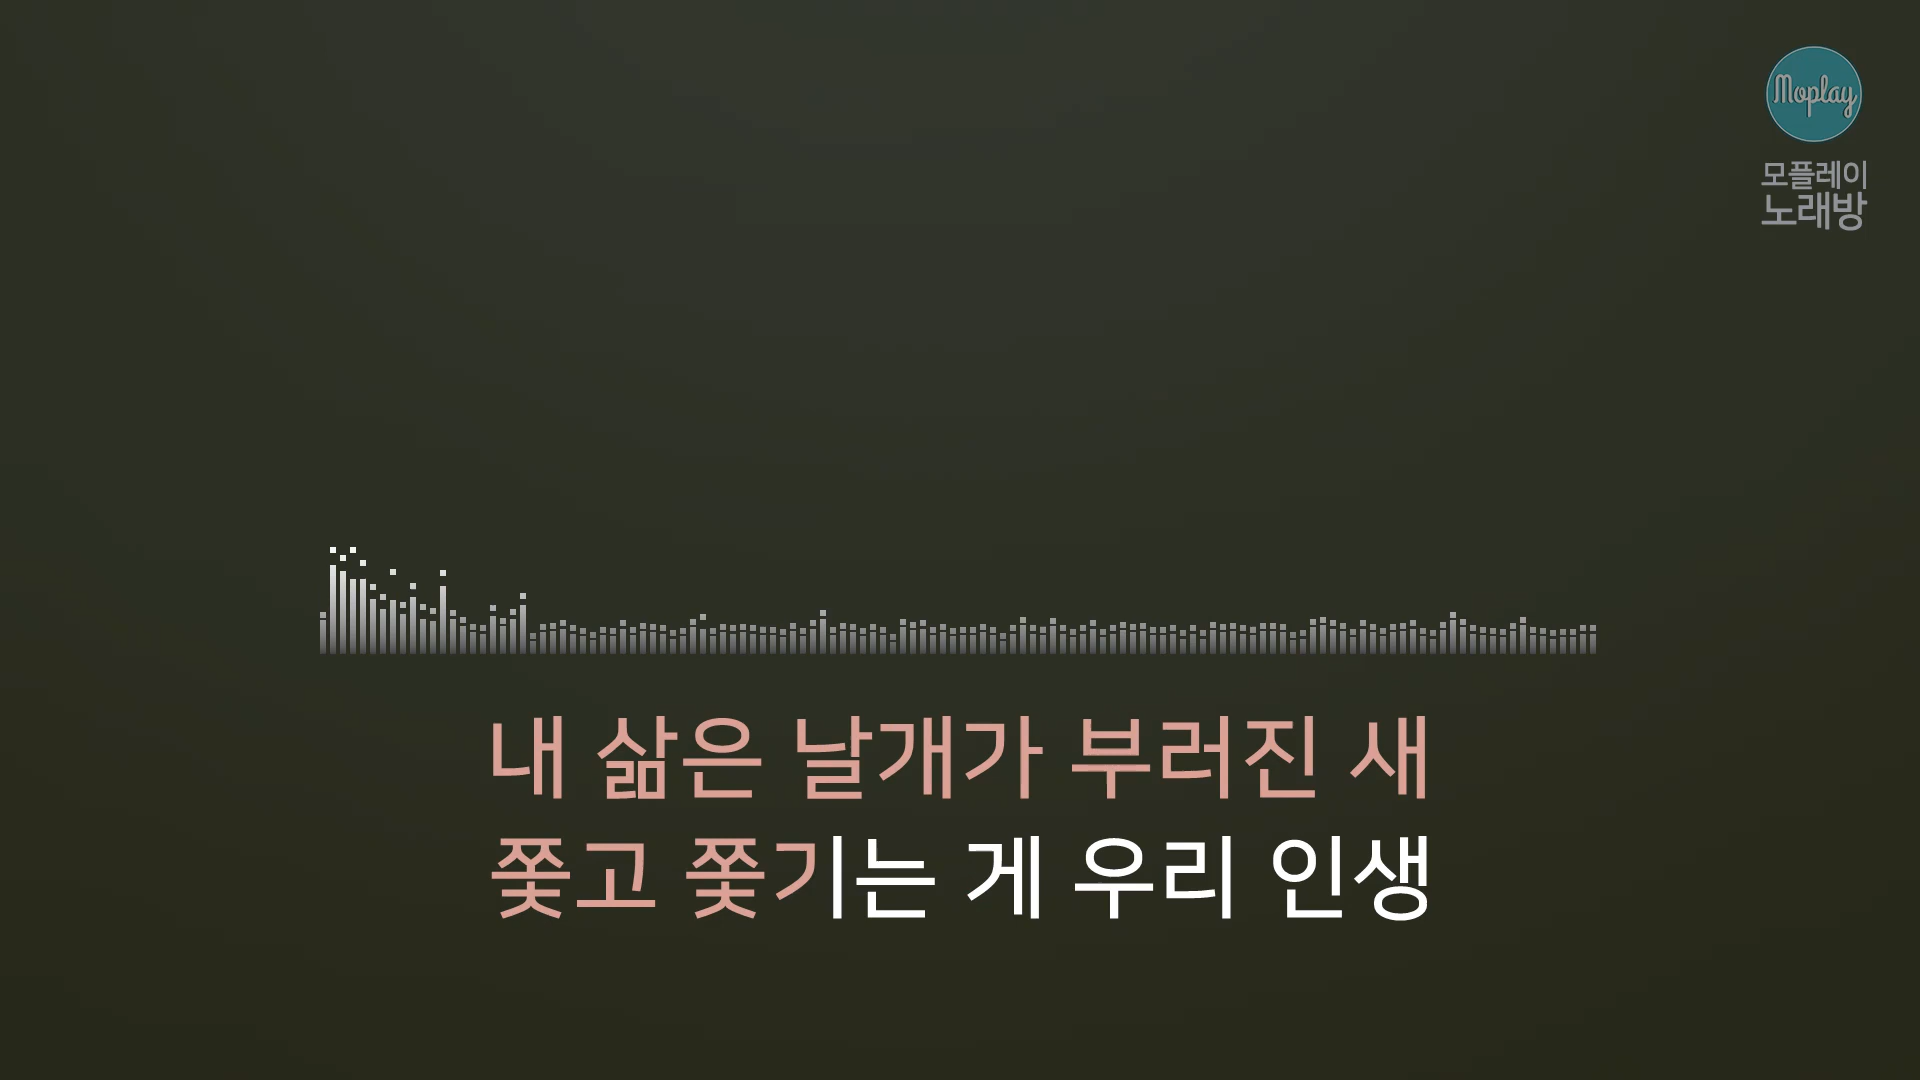 Moplay
모플레이
노래방
내 삶은 날개가 부러진 새
쫓고 쫓기는 게 우리 인생